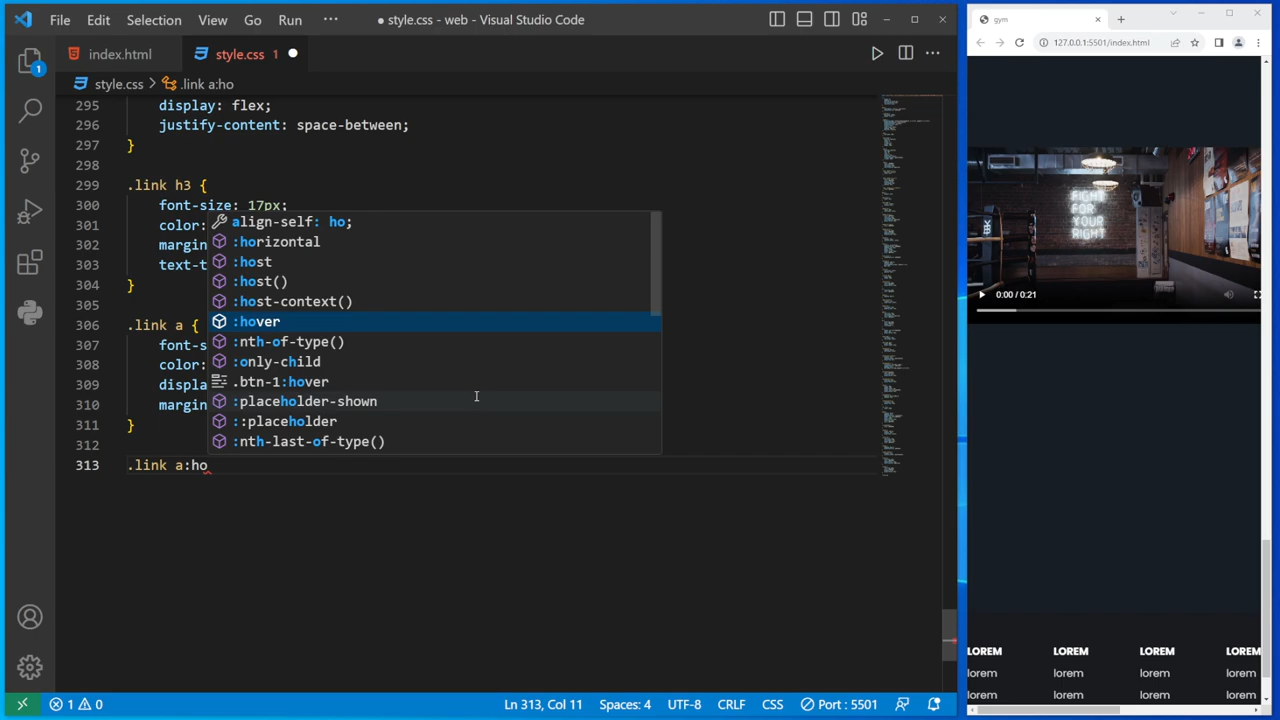 File Edit Selection View Go Run ··· ● style.css - web - Visual Studio Code
index.html style.css 1 ●
style.css > .link a:ho
1
295 display: flex;
296 justify-content: space-between;
297 }
298
299 .link h3 {
300 font-size: 17px;
301 color:
302 margin
303 text-t
304 }
305
306 .link a {
307 font-s
308 color:
309 displa
310 margin
311 }
312
313 .link a:ho
align-self: ho;
:horizontal
:host
:host()
:host-context()
:hover
:nth-of-type()
:only-child
.btn-1:hover
:placeholder-shown
::placeholder
:nth-last-of-type()
1 0 Ln 313, Col 11 Spaces: 4 UTF-8 CRLF CSS Port : 5501
gym
127.0.0.1:5501/index.html
FIGHT
FOR
YOUR
RIGHT
0:00 / 0:21
LOREM LOREM LOREM LOREM
lorem lorem lorem lorem
lorem lorem lorem lorem